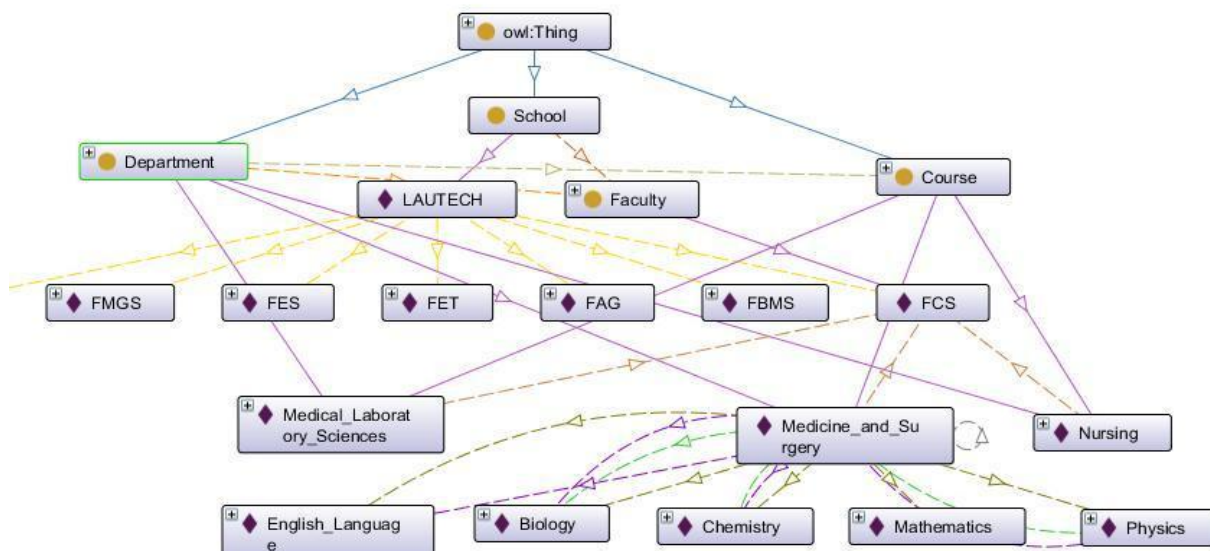 owl:Thing
School
Department
Course
LAUTECH
Faculty
FMGS
FES
FET
FAG
FBMS
FCS
Medical_Laborat
ory_Sciences
Medicine_and_Su
rgery
Nursing
English_Languag
e
Biology
Chemistry
Mathematics
Physics